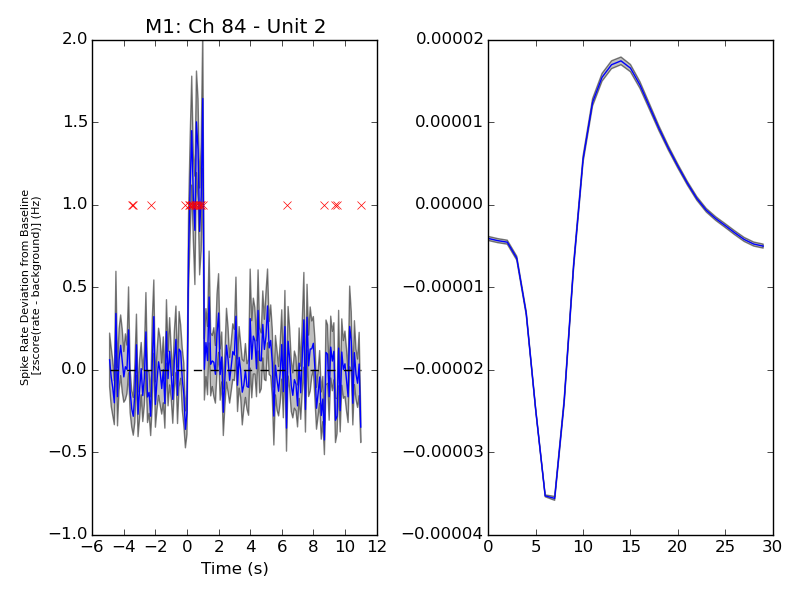 M1: Ch 84 - Unit 2
Spike Rate Deviation from Baseline
[zscore(rate - background)] (Hz)
2.0
1.5
1.0
0.5
0.0
−0.5
−1.0
−6 −4 −2 0 2 4 6 8 10 12
Time (s)
0.00002
0.00001
0.00000
−0.00001
−0.00002
−0.00003
−0.00004
0 5 10 15 20 25 30